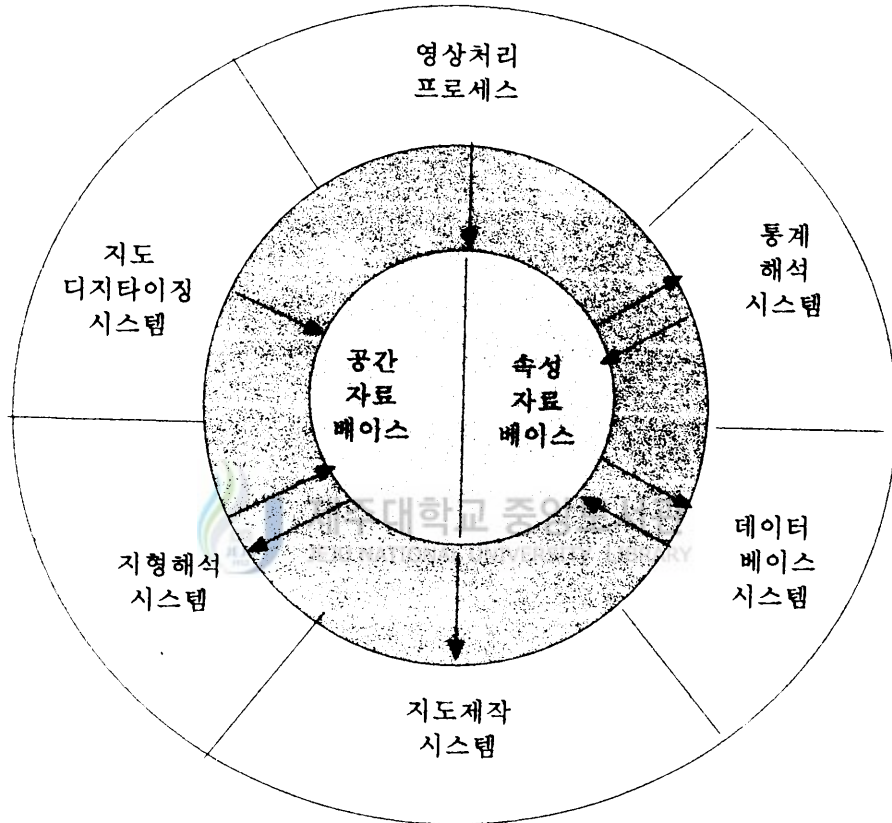 영상처리
프로세스
지도
디지타이징
시스템
통계
해석
시스템
공간
자료
베이스
속성
자료
베이스
지형해석
시스템
데이터
베이스
시스템
지도제작
시스템